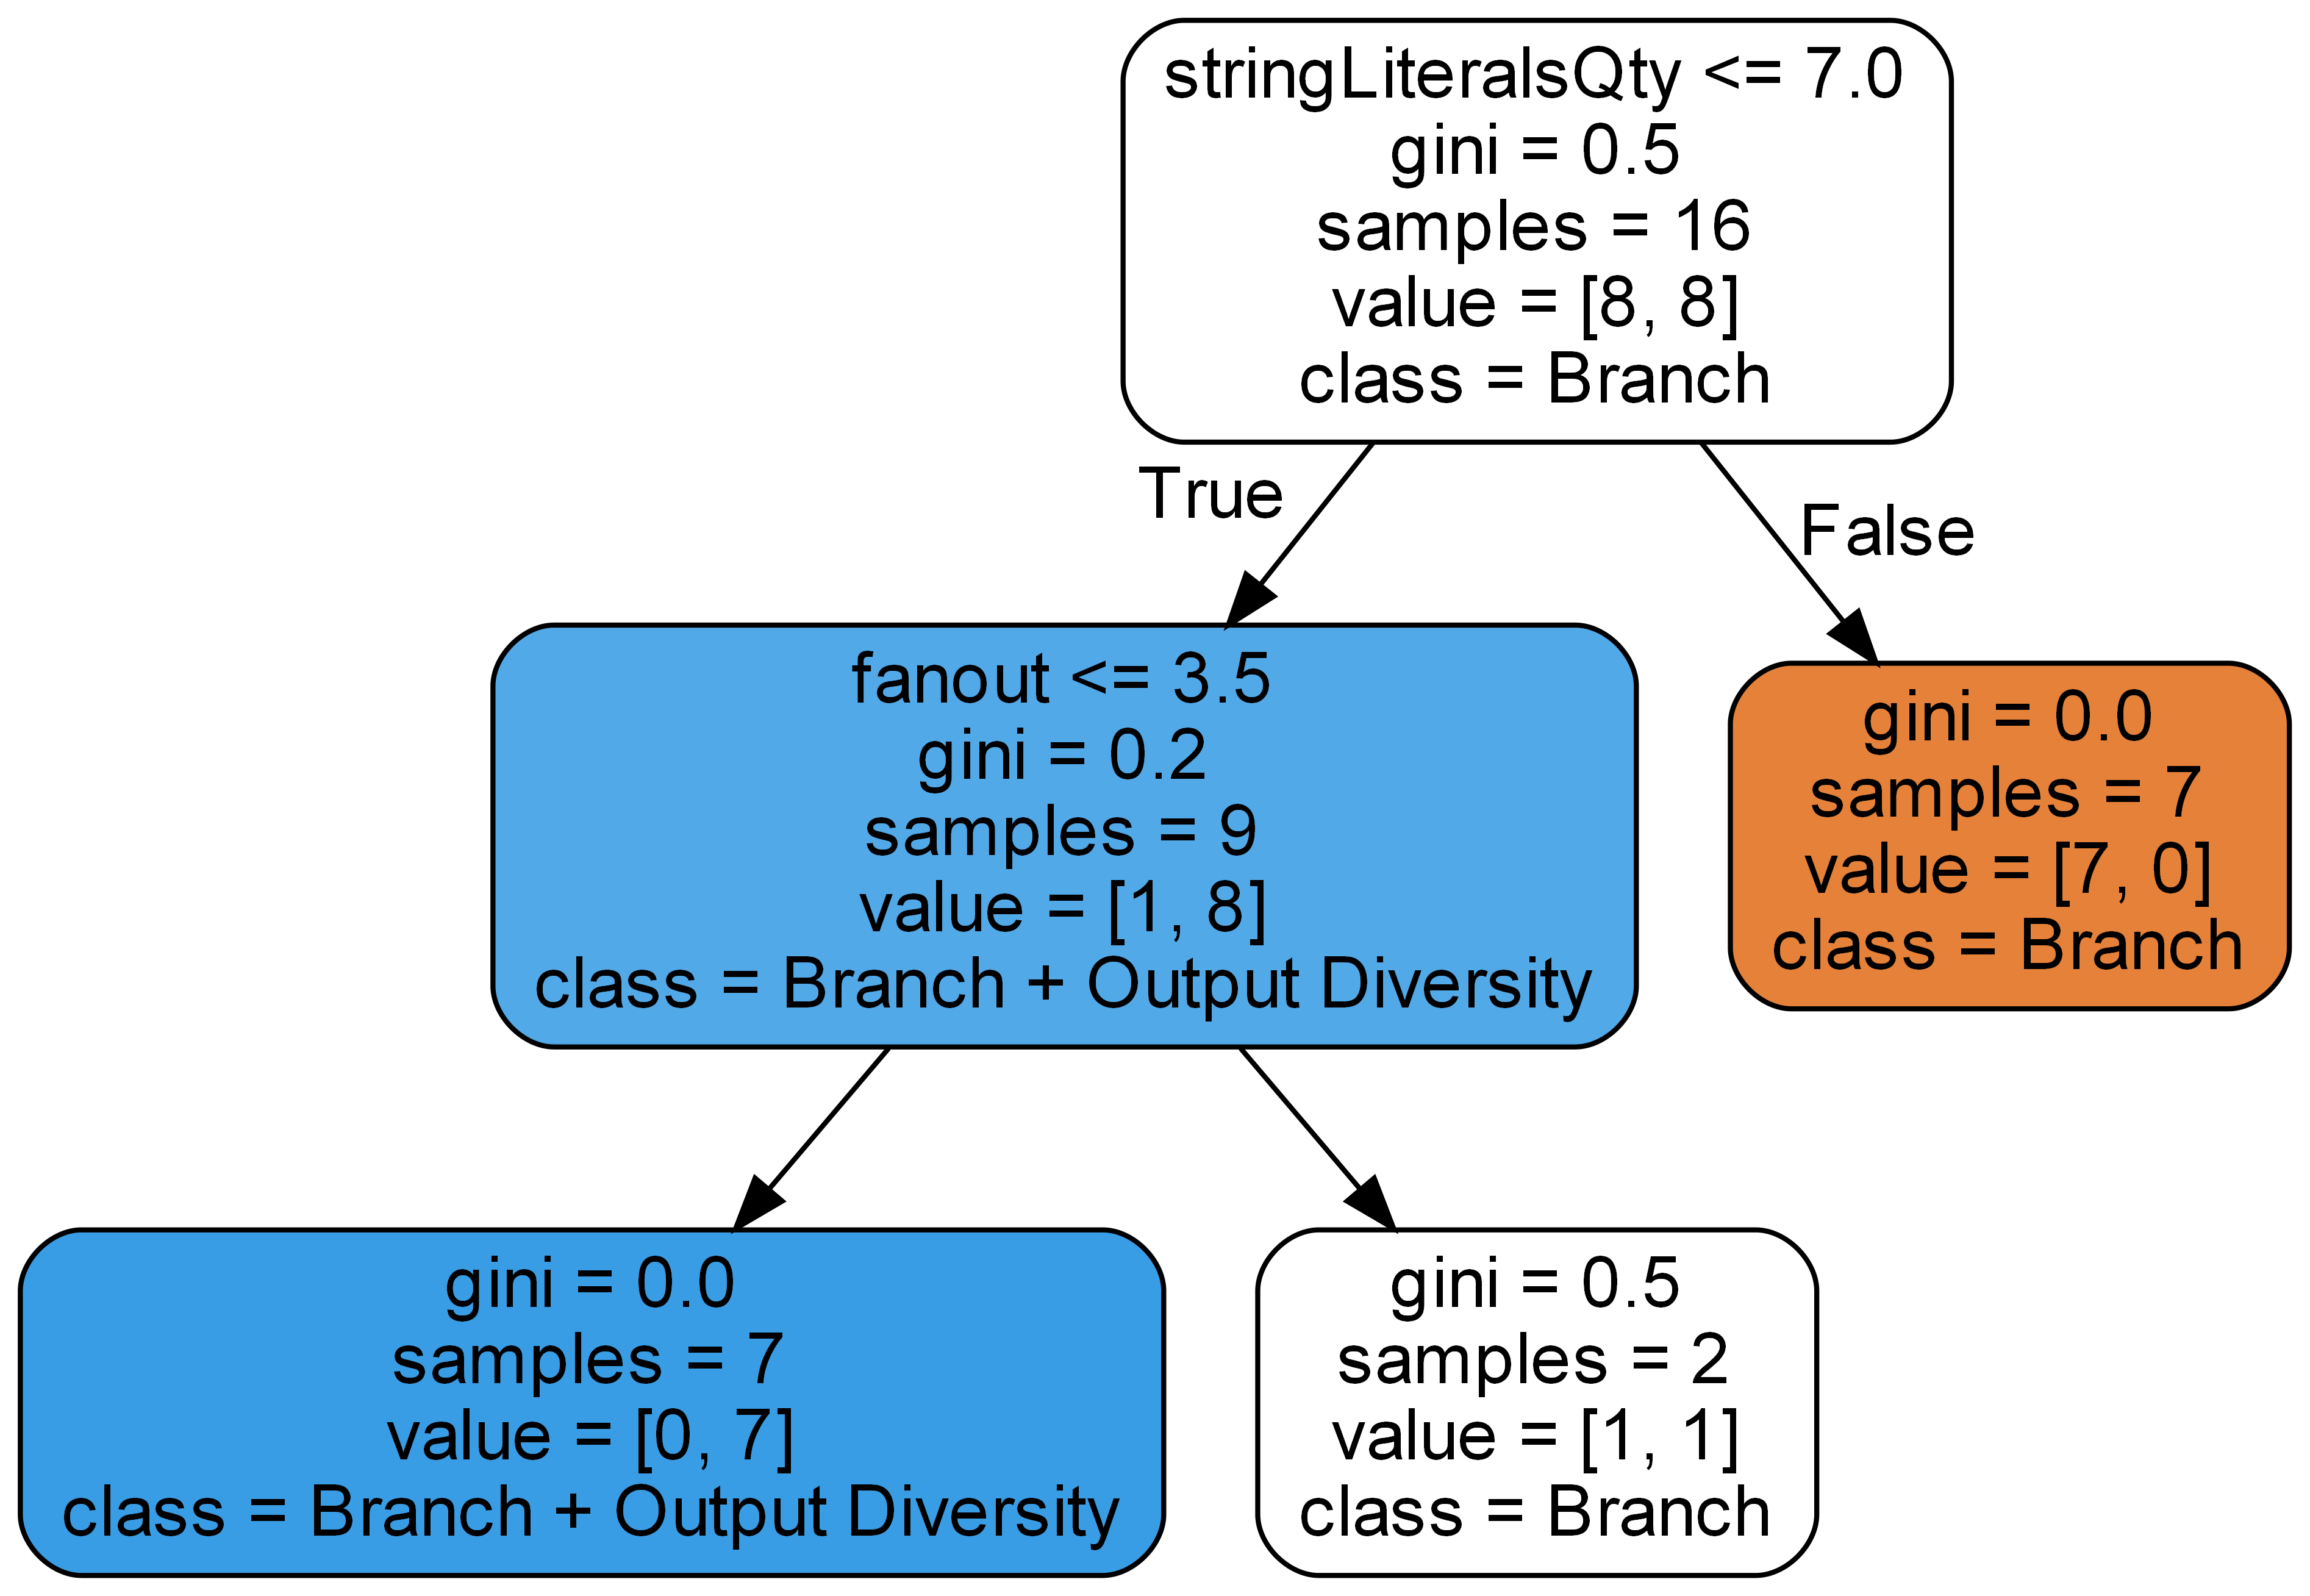 stringLiteralsQty <= 7.0
gini = 0.5
samples = 16
value = [8, 8]
class = Branch
True
False
fanout <= 3.5
gini = 0.2
samples = 9
value = [1, 8]
class = Branch + Output Diversity
gini = 0.0
samples = 7
value = [7, 0]
class = Branch
gini = 0.0
samples = 7
value = [0, 7]
class = Branch + Output Diversity
gini = 0.5
samples = 2
value = [1, 1]
class = Branch